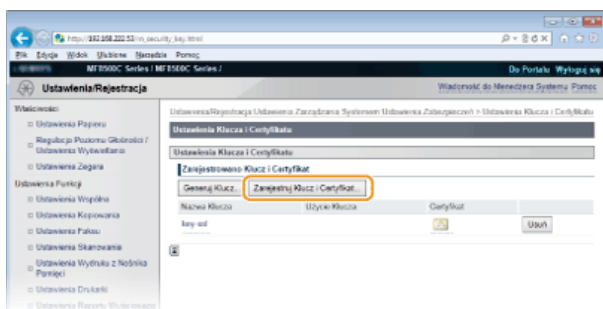 Plik Edycja Widok Ulubione Narzędzia Pomoc
MF8500C Series / MF8500C Series /
Do Portalu Wyloguj się
Ustawienia/Rejestracja
Wiadomość do Menedżera Systemu Pomoc
Właściwości
Ustawienia Papieru
Regulacja Poziomu Głośności /
Ustawienia Wyświetlania
Ustawienia Zegara
Ustawienia Funkcji
Ustawienia Wspólne
Ustawienia Kopiowania
Ustawienia Faksu
Ustawienia Skanowania
Ustawienia Wydruku z Nośnika
Pamięci
Ustawienia Drukarki
Ustawienia Raportu
Ustawienia/Rejestracja:Ustawienia Zarządzania Systemem:Ustawienia Zabezpieczeń > Ustawienia Klucza i Certyfikatu
Ustawienia Klucza i Certyfikatu
Ustawienia Klucza i Certyfikatu
Zarejestrowano Klucz i Certyfikat
Generuj Klucz... Zarejestruj Klucz i Certyfikat...
Nazwa Klucza Użycie Klucza Certyfikat
Usuń